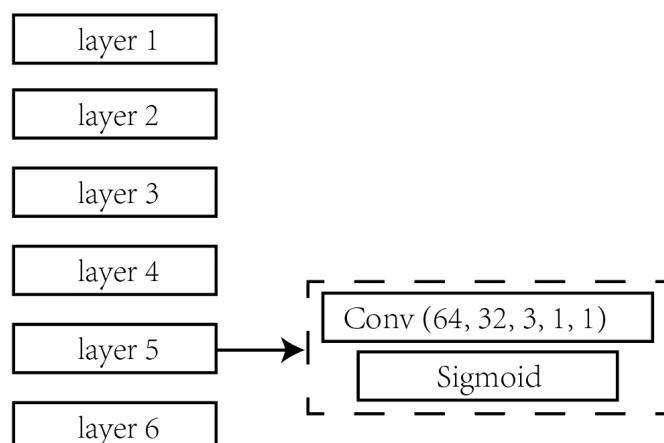 layer 1
layer 2
layer 3
layer 4
layer 5
Conv (64, 32, 3, 1, 1)
Sigmoid
layer 6